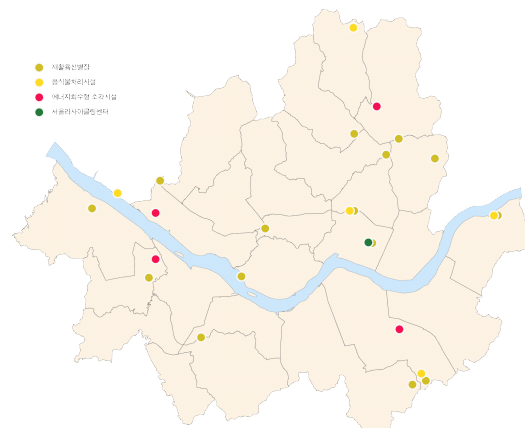 재활용선별장
음식물처리시설
에너지회수형 소각시설
서울리사이클링센터